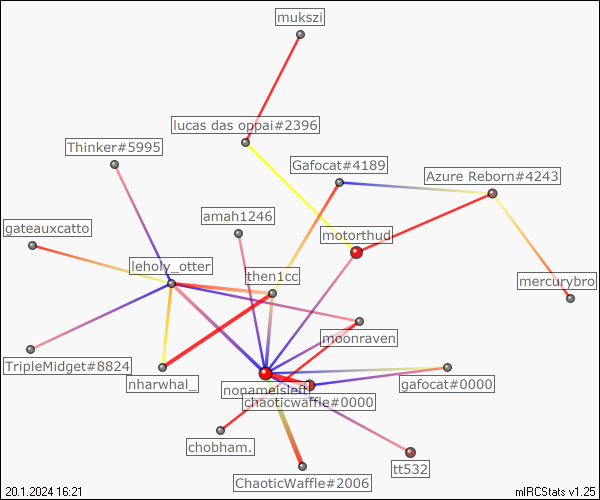 mukszi
lucas das oppai#2396
Thinker#5995
Gafocat#4189
Azure Reborn#4243
amah1246
gateauxcatto
motorthud
leholy_otter
then1cc
mercurybro
moonraven
TripleMidget#8824
nharwhal_
nonameisleft
gafocat#0000
chaoticwaffle#0000
chobham.
tt532
ChaoticWaffle#2006
20.1.2024 16:21
mIRCStats v1.25